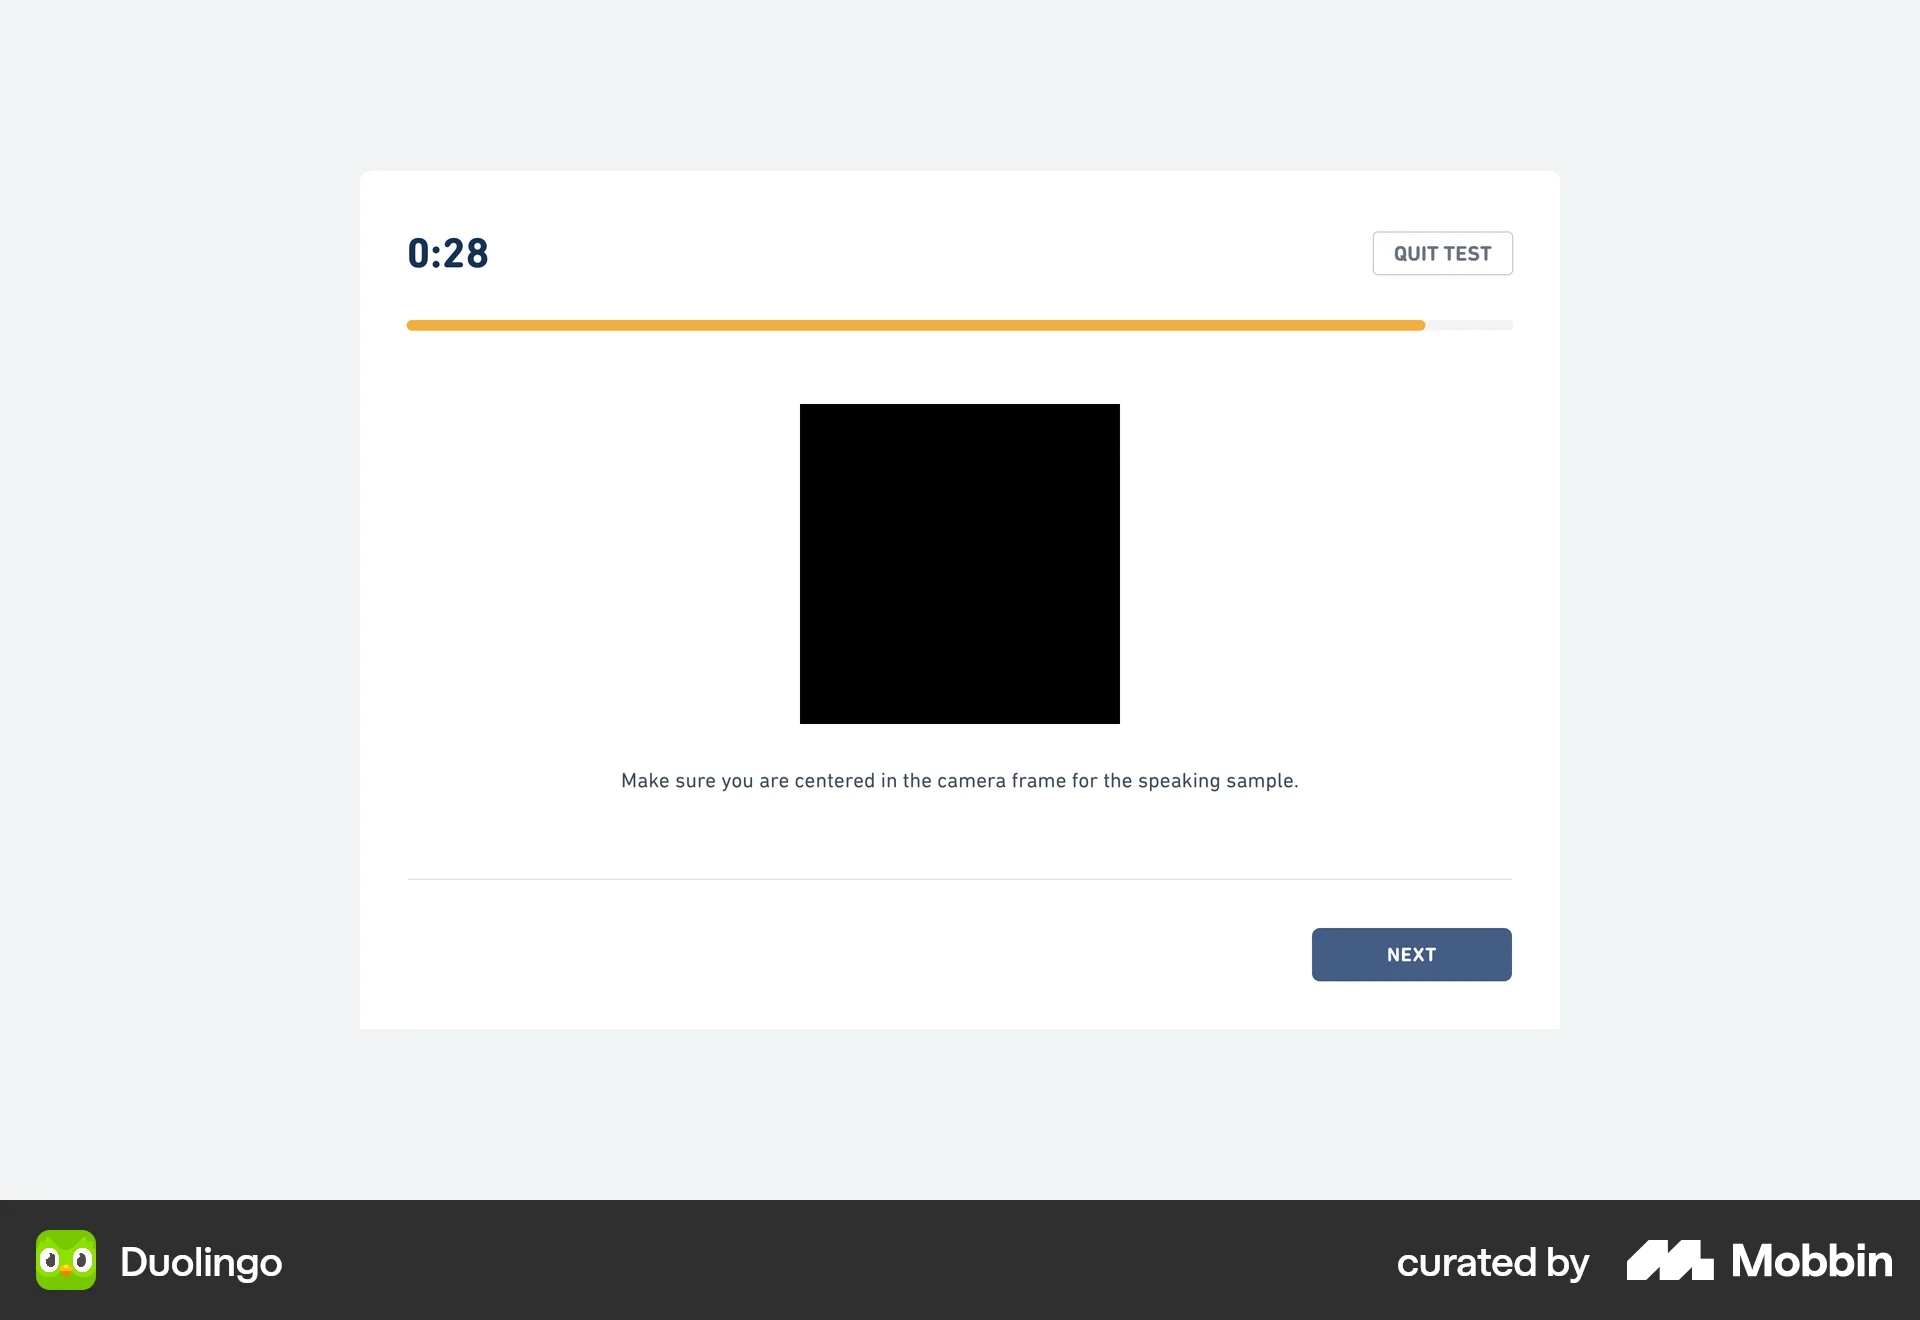 0:28
QUIT TEST
Make sure you are centered in the camera frame for the speaking sample.
NEXT
Duolingo
curated by Mobbin